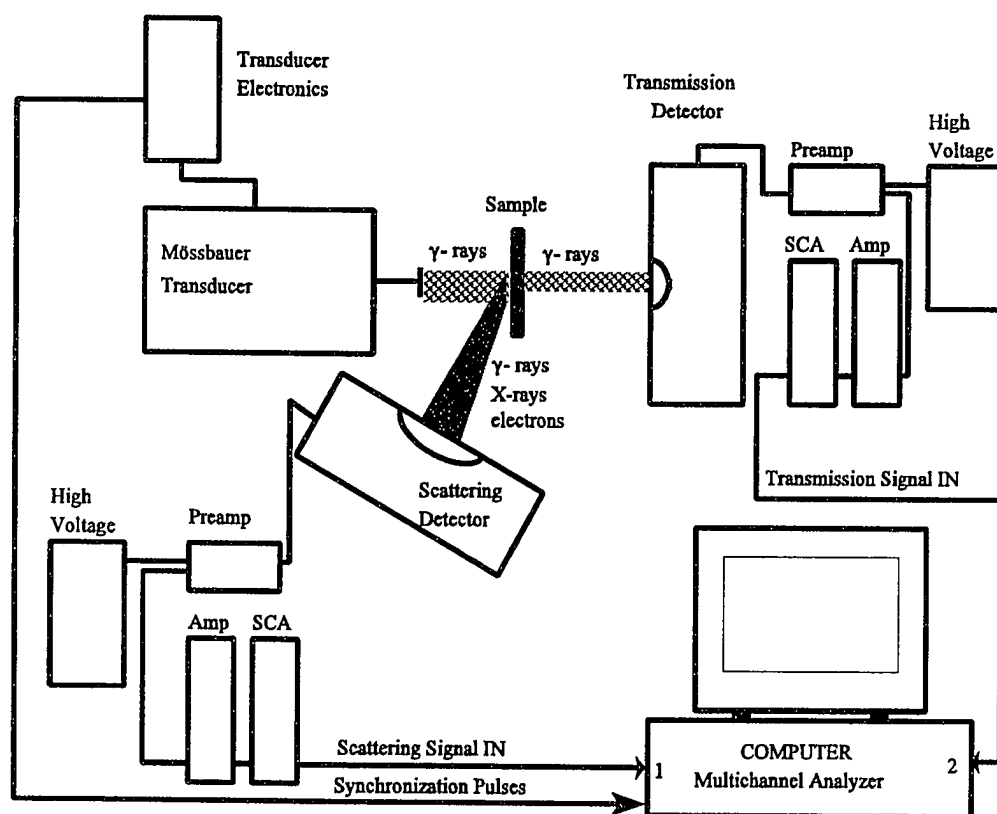 Transducer
Electronics
Transmission
Detector
High
Voltage
Preamp
Sample
SCA
Amp
Mössbauer
Transducer
γ- rays
γ- rays
γ- rays
X-rays
electrons
Transmission Signal IN
Scattering
Detector
High
Voltage
Preamp
Amp
SCA
Scattering Signal IN
Synchronization Pulses
1
COMPUTER
Multichannel Analyzer
2